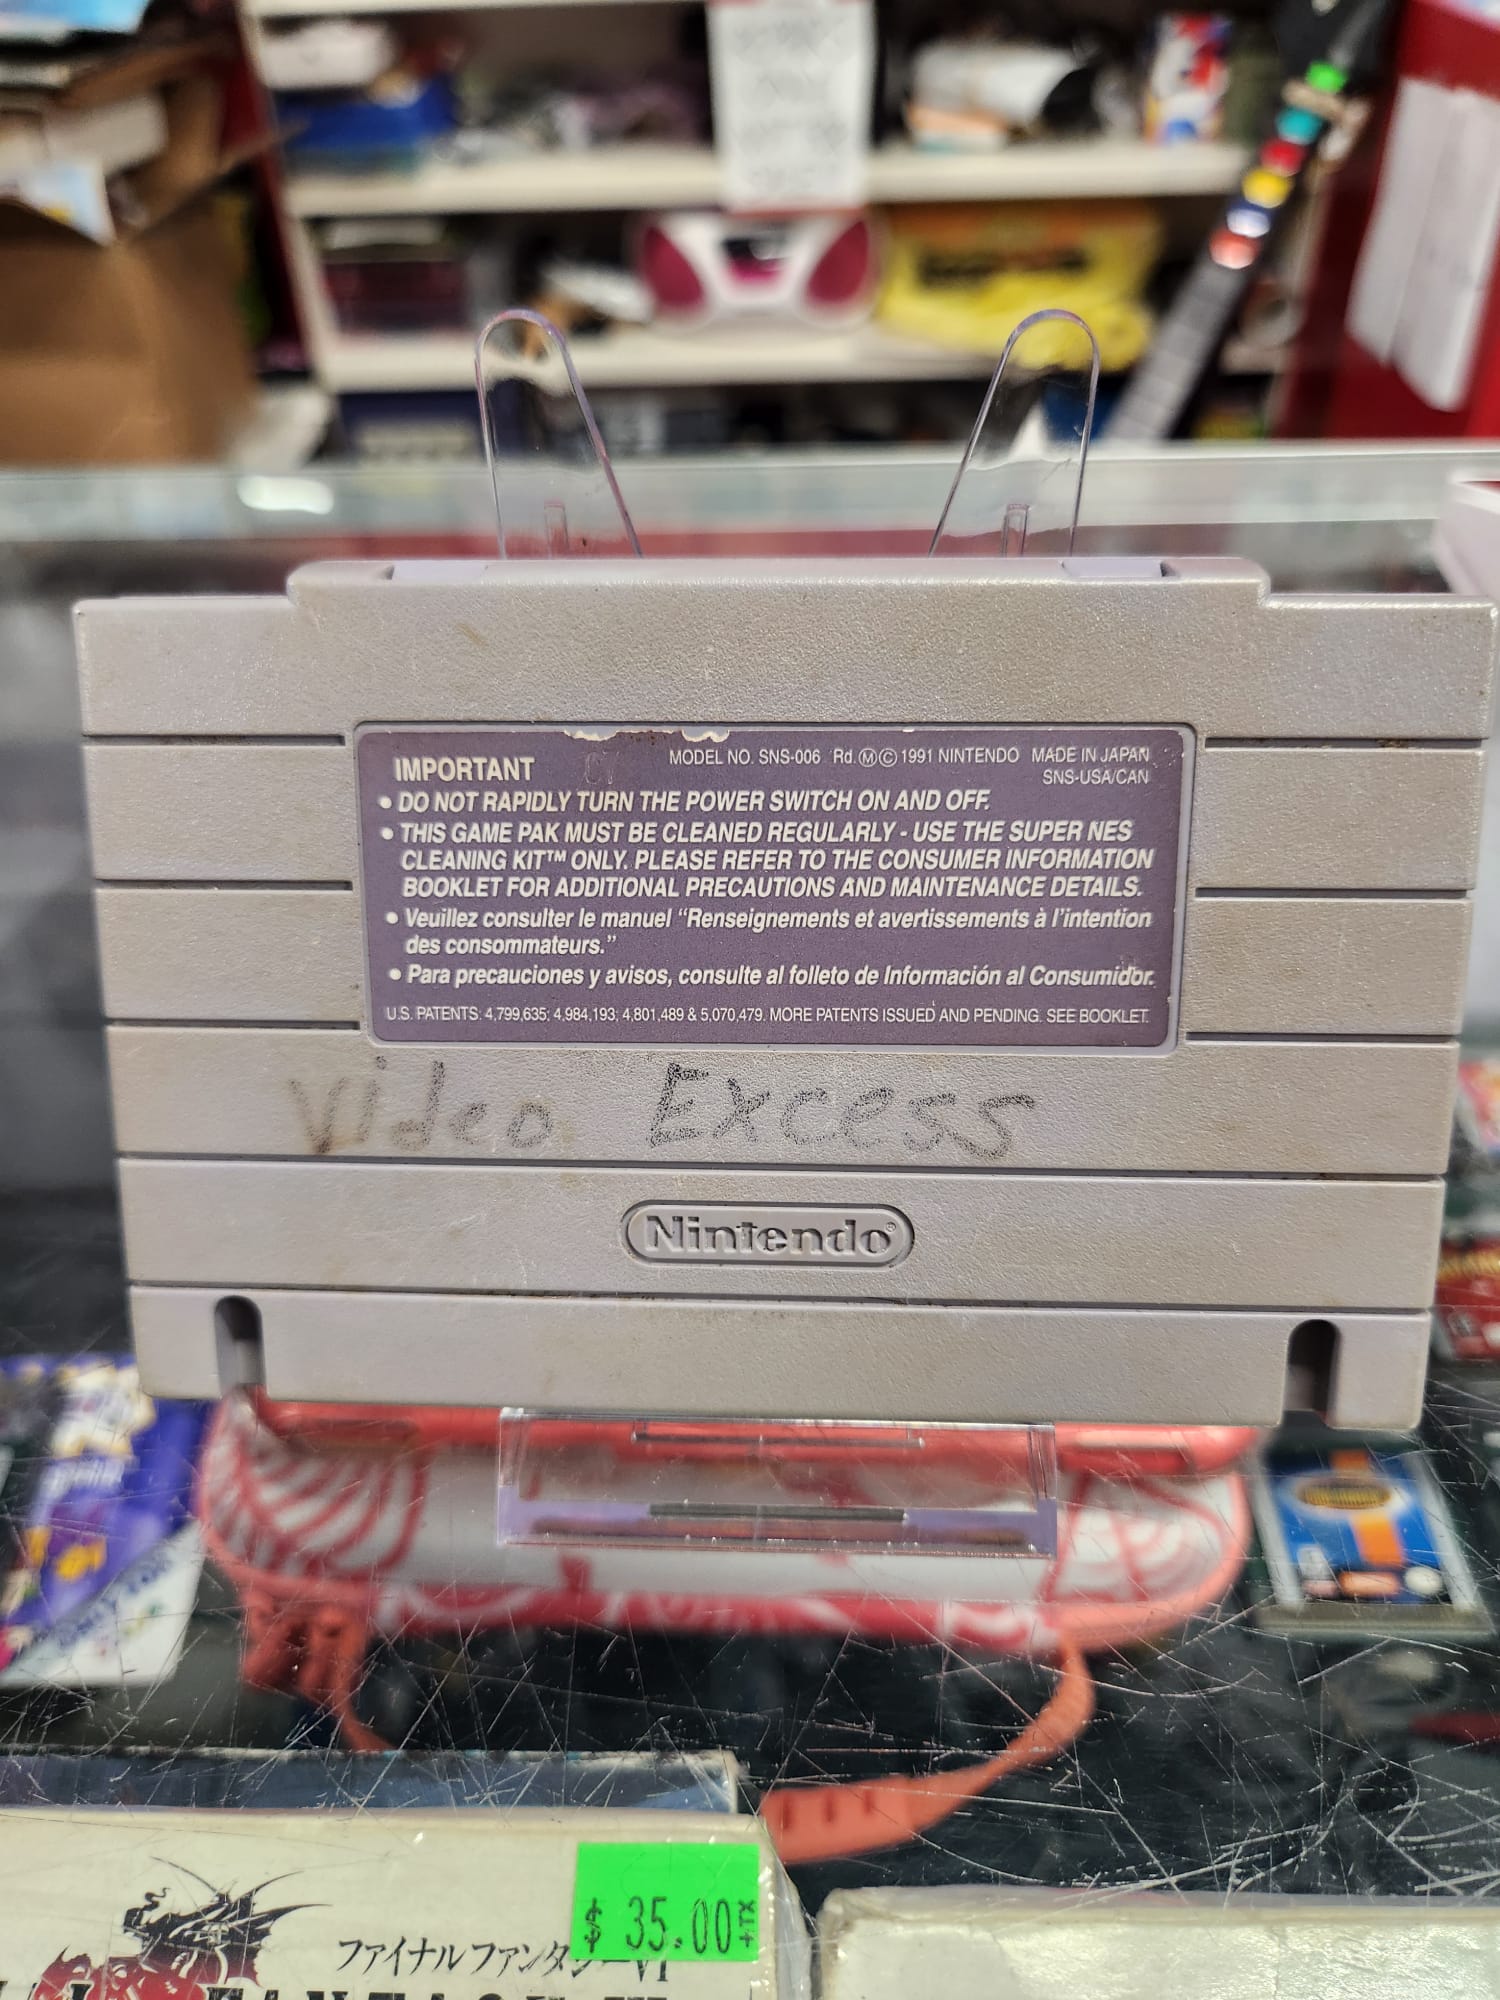 IMPORTANT
MODEL NO. SNS-006 Rd.ⓂⒸ1991 NINTENDO MADE IN JAPAN
SNS-USA/CAN
• DO NOT RAPIDLY TURN THE POWER SWITCH ON AND OFF.
• THIS GAME PAK MUST BE CLEANED REGULARLY - USE THE SUPER NES
CLEANING KIT™ ONLY. PLEASE REFER TO THE CONSUMER INFORMATION
BOOKLET FOR ADDITIONAL PRECAUTIONS AND MAINTENANCE DETAILS.
• Veuillez consulter le manuel “Renseignements et avertissements à l’intention
des consommateurs.”
• Para precauciones y avisos, consulte al folleto de Información al Consumidor.
U.S. PATENTS: 4,799,635; 4,984,193; 4,801,489 & 5,070,479. MORE PATENTS ISSUED AND PENDING. SEE BOOKLET.
Video Excess
Nintendo®
$ 35.00 +TX
ファイナルファンタジーVI